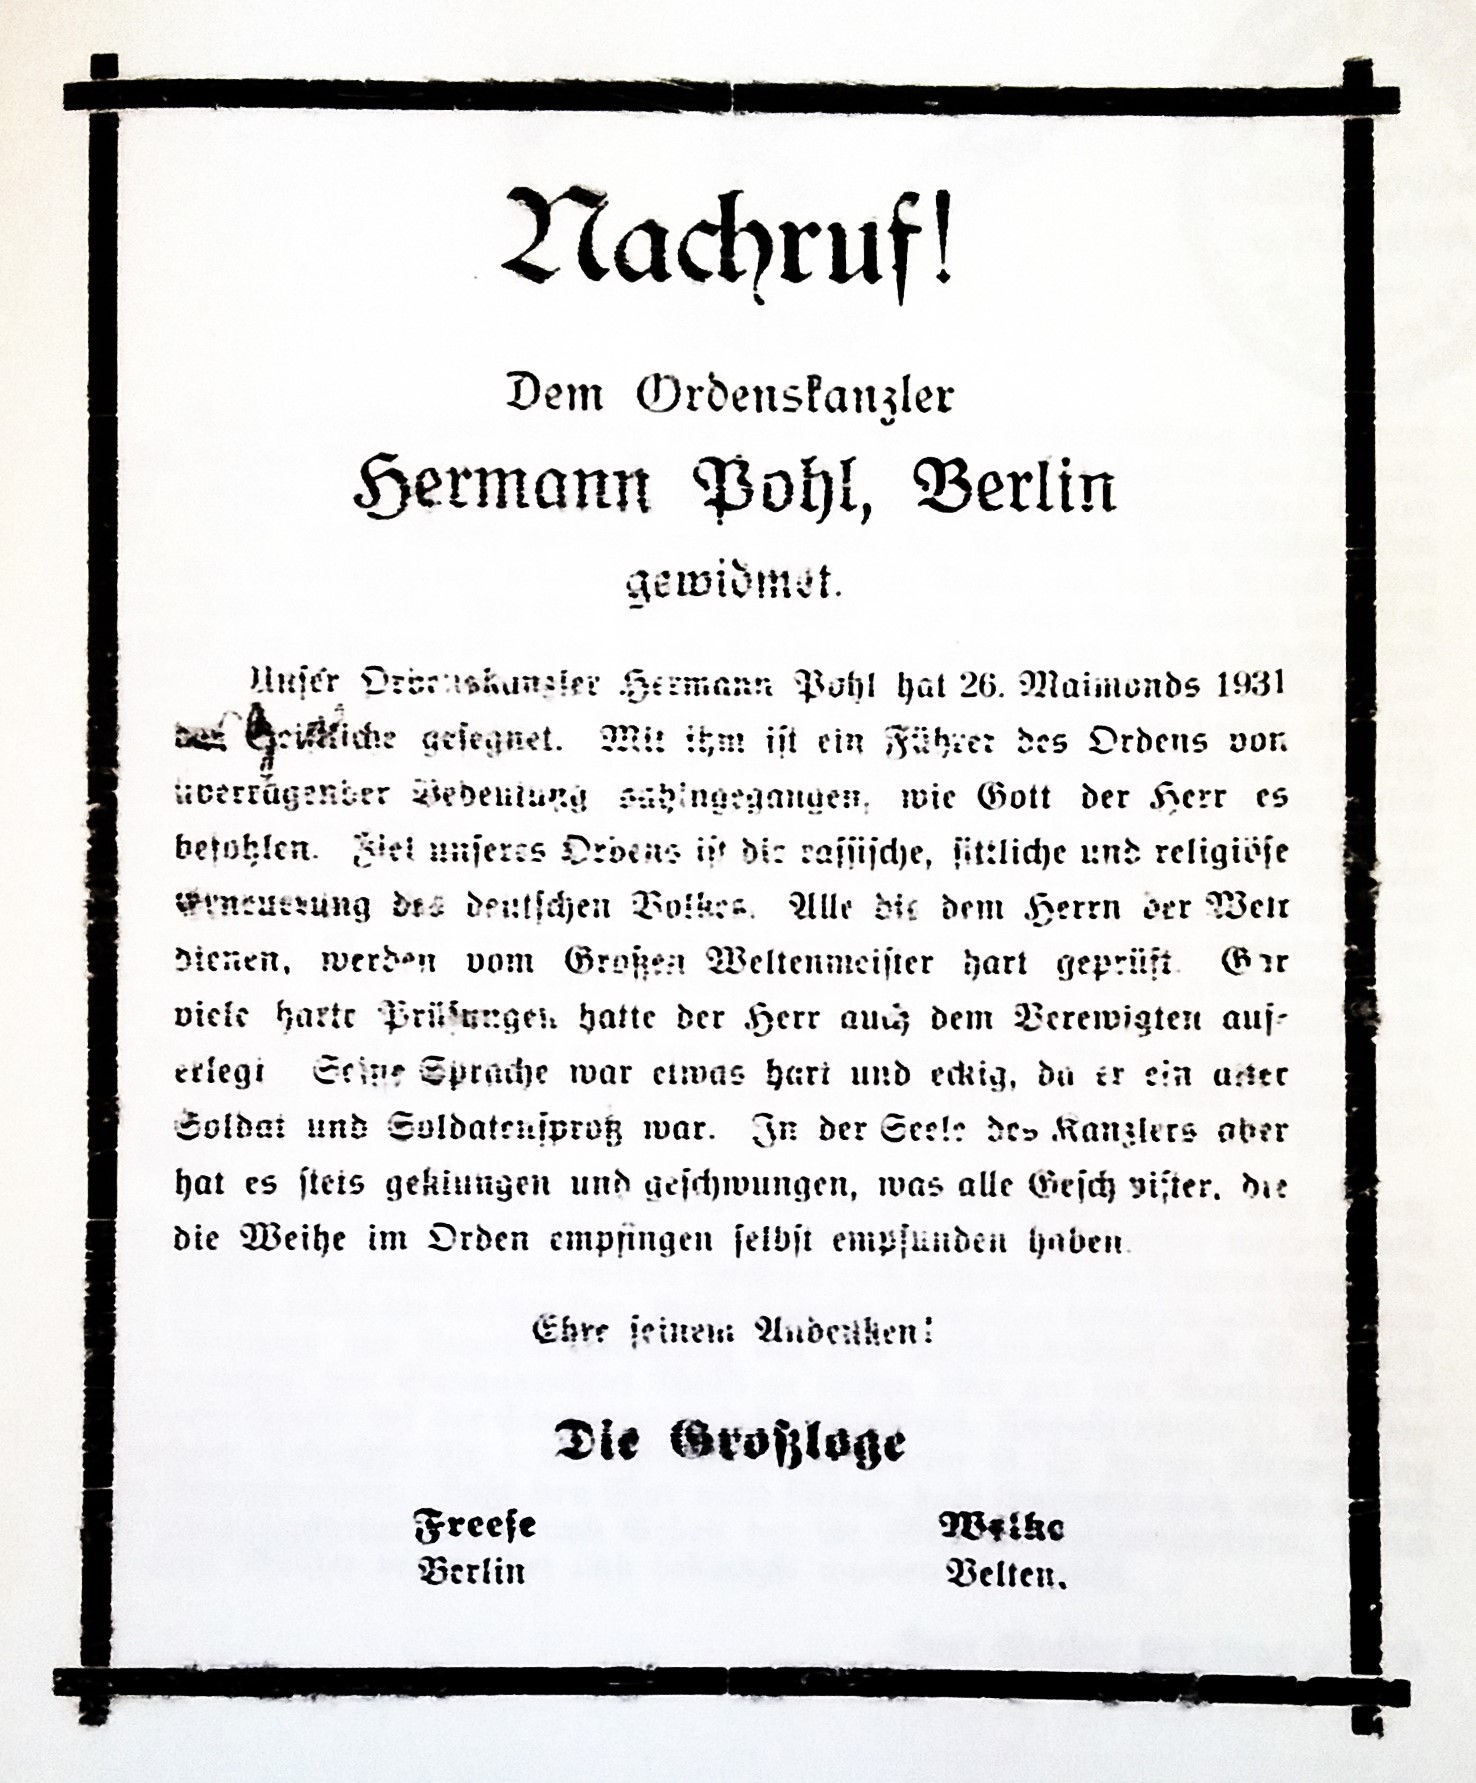 Nachruf!
Dem Ordenskanzler
Hermann Pohl, Berlin
gewidmet.
Unser Ordenskanzler Hermann Pohl hat 26. Maimonds 1931
das gesegnet. Mit ihm ist ein Führer des Ordens von
überragender Bedeutung wie Gott der Herr es
befohlen. Ziel unseres Ordens ist die rassische, sittliche und religiöse
Erneuerung des deutschen Volkes. Alle die dem Herrn der Welt
dienen, werden vom Großen Weltenmeister hart geprüft. Gar
viele harte Prüfungen hatte der Herr auch dem Verewigten auf-
erlegt Seine Sprache war etwas hart und eckig, da er ein alter
Soldat und Soldatensproß war. In der Seele des Kanzlers aber
hat es stets geklungen und geschwungen, was alle Geschwister, die
die Weihe im Orden empfingen selbst empfunden haben.
Ehre seinem Andenken!
Die Großloge
Freese Welke
Berlin Velten.